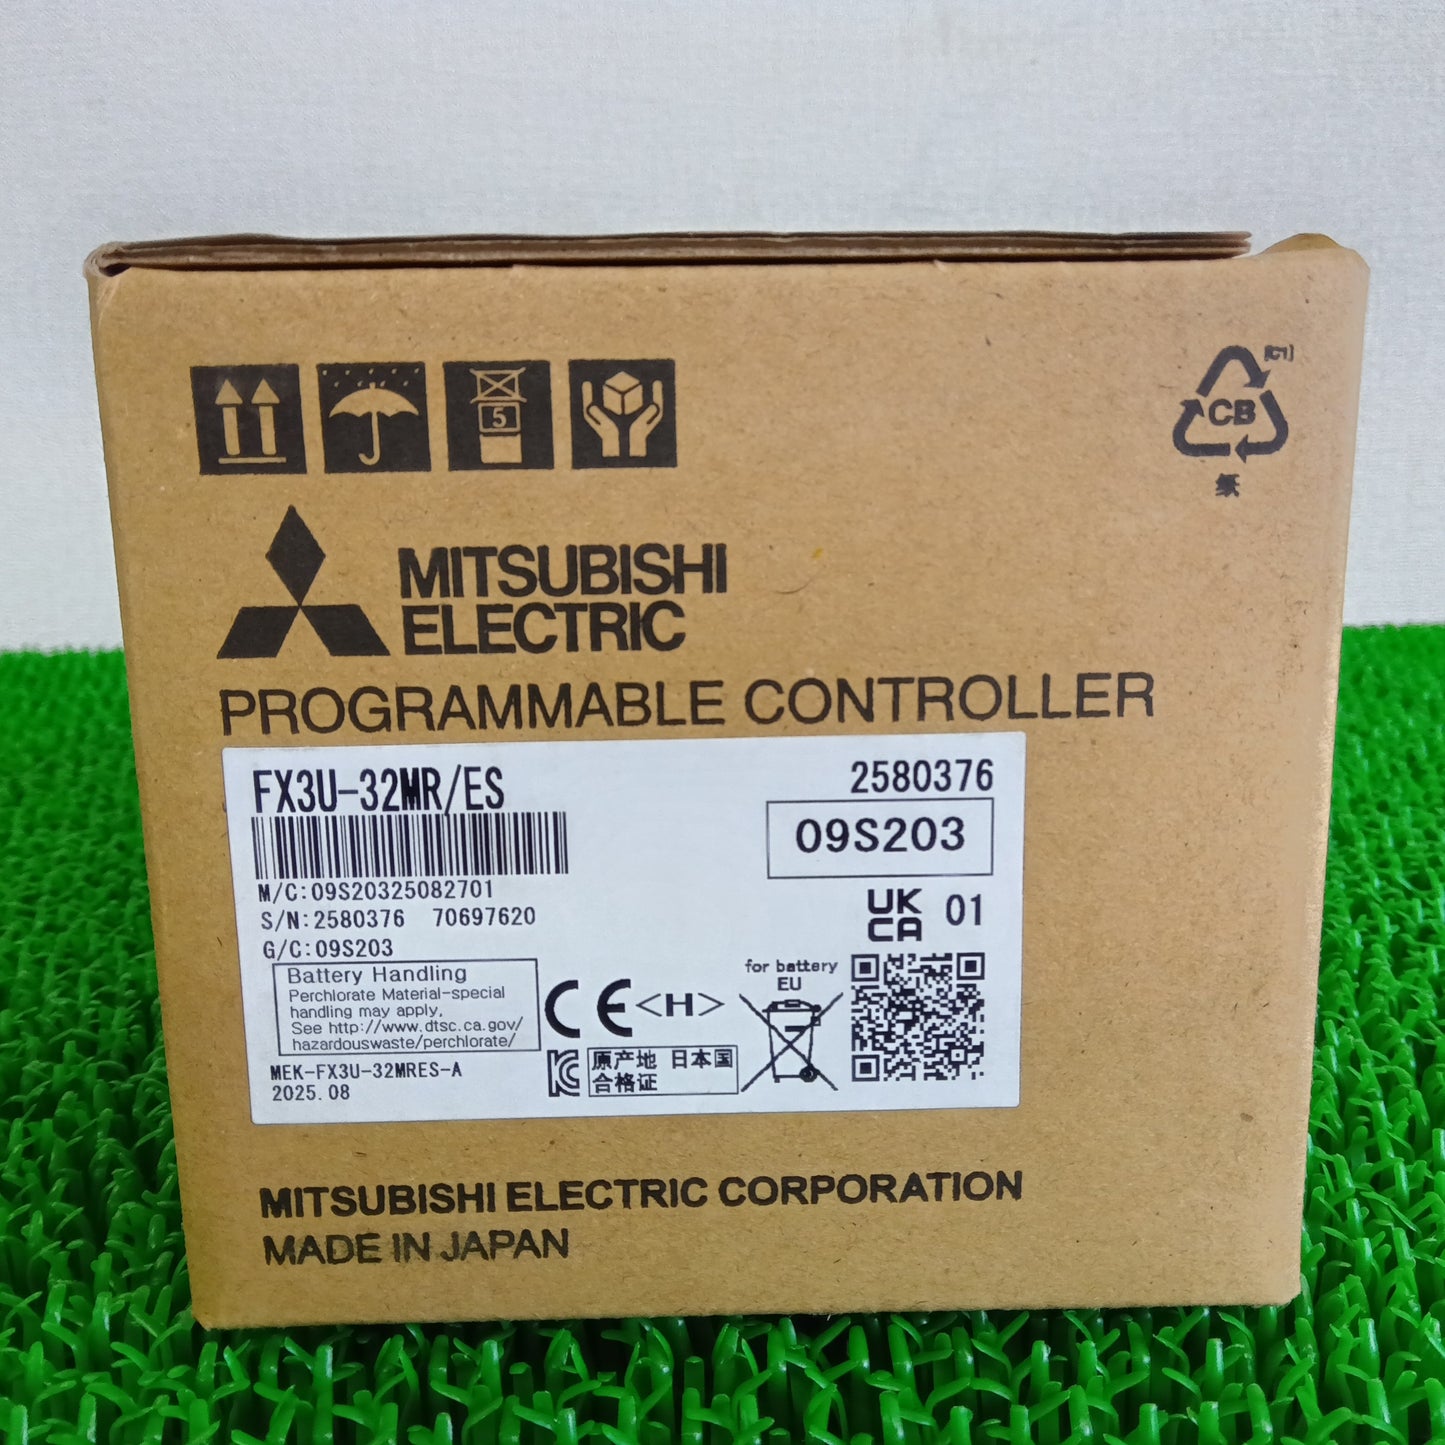 5
CB
纸
MITSUBISHI
ELECTRIC
PROGRAMMABLE CONTROLLER
FX3U-32MR/ES
2580376
09S203
M/C:09S20325082701
S/N:2580376 70697620
G/C:09S203
UK
CA
01
Battery Handling
Perchlorate Material-special
handling may apply.
See http://www.dtsc.ca.gov/
hazardouswaste/perchlorate/
CE
<H>
for battery
EU
MEK-FX3U-32MRES-A
2025.08
KC
原产地 日本国
合格证
MITSUBISHI ELECTRIC CORPORATION
MADE IN JAPAN